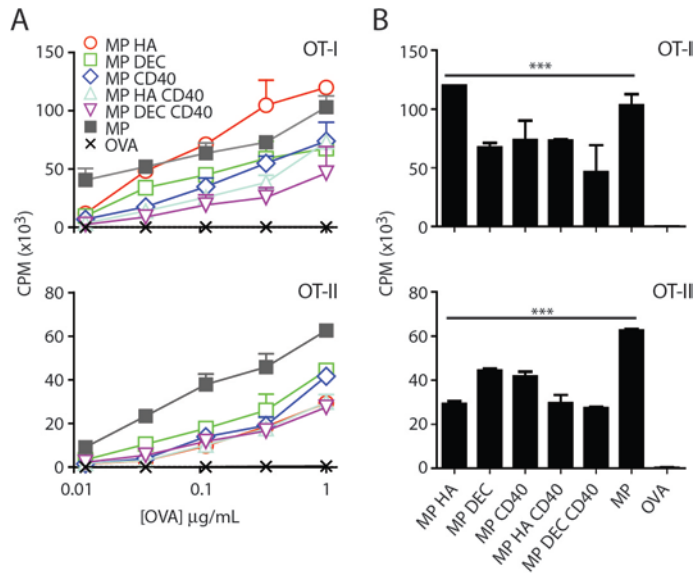 A
B
OT-I
MP HA
MP DEC
MP CD40
MP HA CD40
MP DEC CD40
MP
OVA
150
100
50
0
CPM (x10³)
OT-II
80
60
40
20
0
0.01
0.1
1
[OVA] µg/mL
OT-II
***
150
100
50
0
CPM (x10³)
OT-II
***
80
60
40
20
0
MP HA
MP DEC
MP CD40
MP HA CD40
MP DEC CD40
MP
OVA